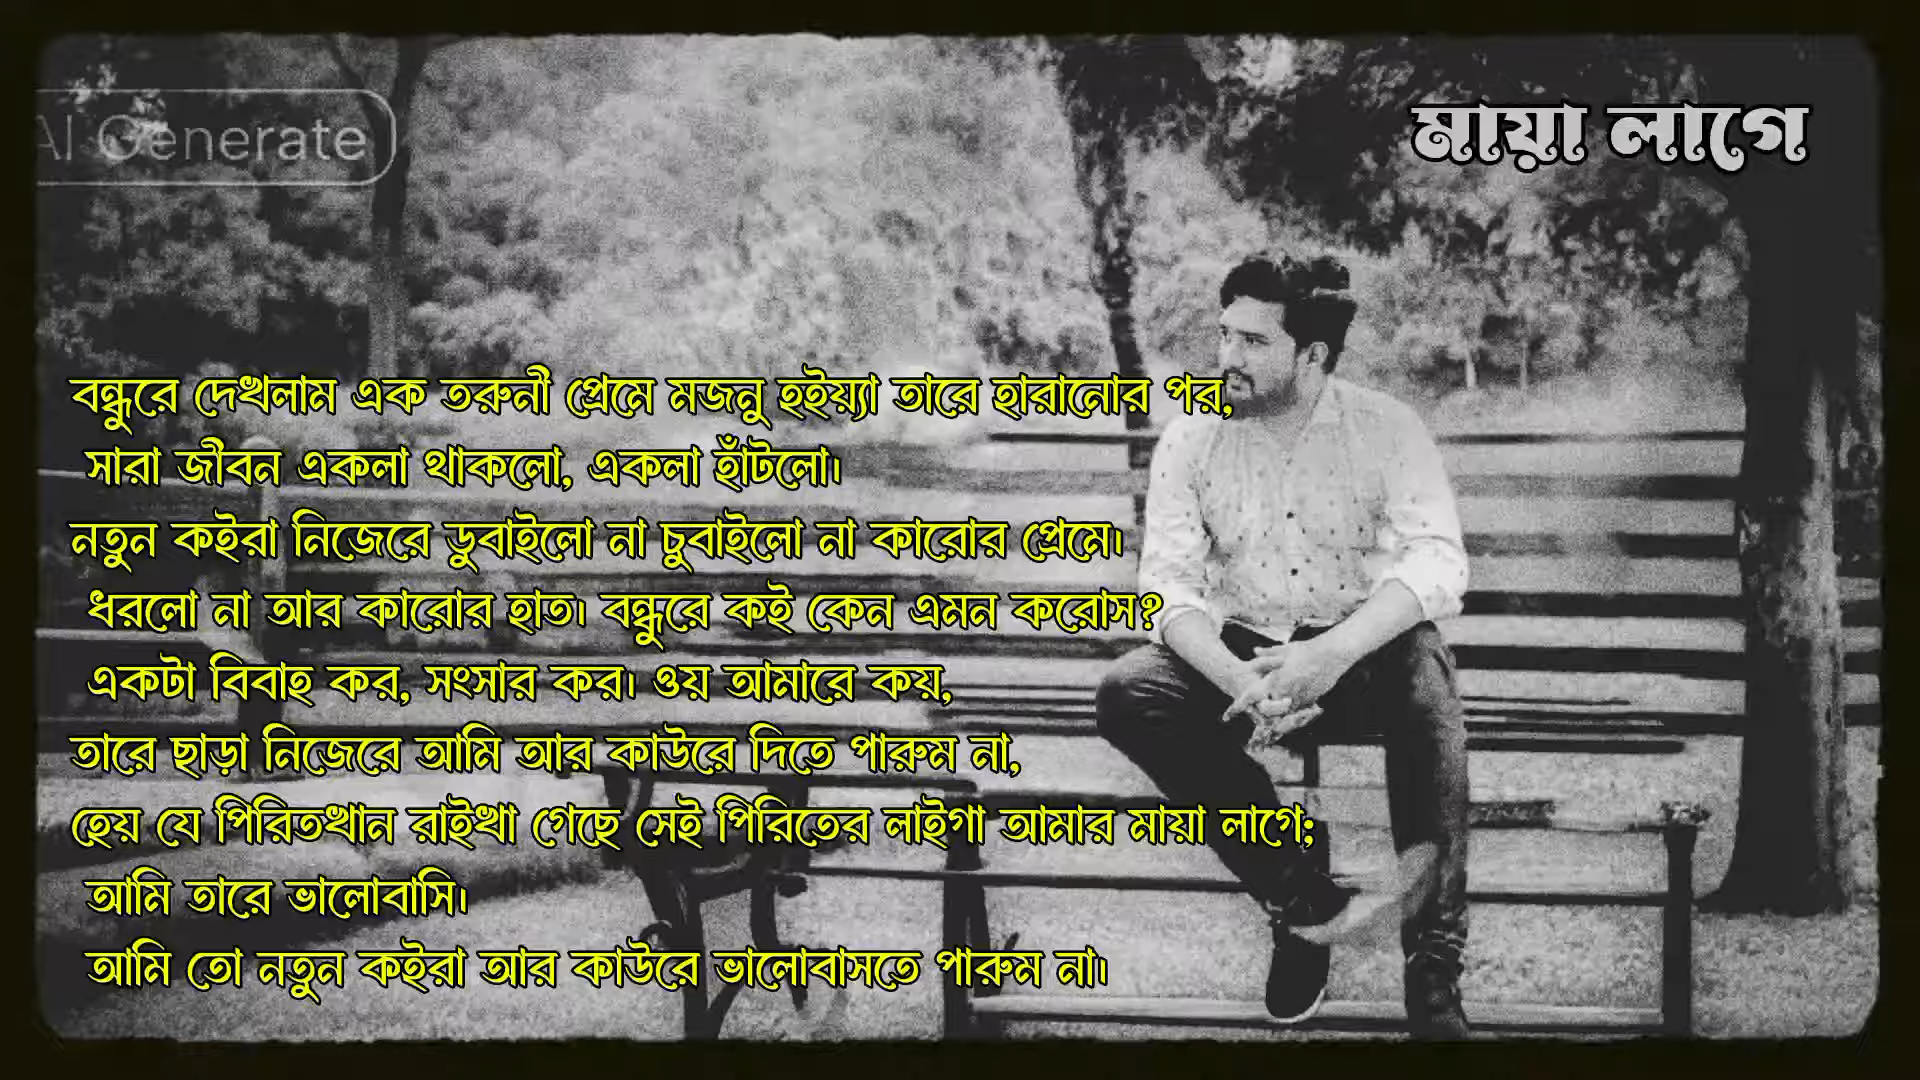 AI Generate
মায়া লাগে
বন্ধুরে দেখলাম এক তরুনী প্রেমে মজনু হইয়্যা তারে হারানোর পর,
সারা জীবন একলা থাকলো, একলা হাঁটলো।
নতুন কইরা নিজেরে ডুবাইলো না চুবাইলো না কারোর প্রেমে।
ধরলো না আর কারোর হাত। বন্ধুরে কই কেন এমন করোস?
একটা বিবাহ কর, সংসার কর। ওয় আমারে কয়,
তারে ছাড়া নিজেরে আমি আর কাউরে দিতে পারুম না,
হেয় যে পিরিতখান রাইখা গেছে সেই পিরিতের লাইগা আমার মায়া লাগে;
আমি তারে ভালোবাসি।
আমি তো নতুন কইরা আর কাউরে ভালোবাসতে পারুম না।